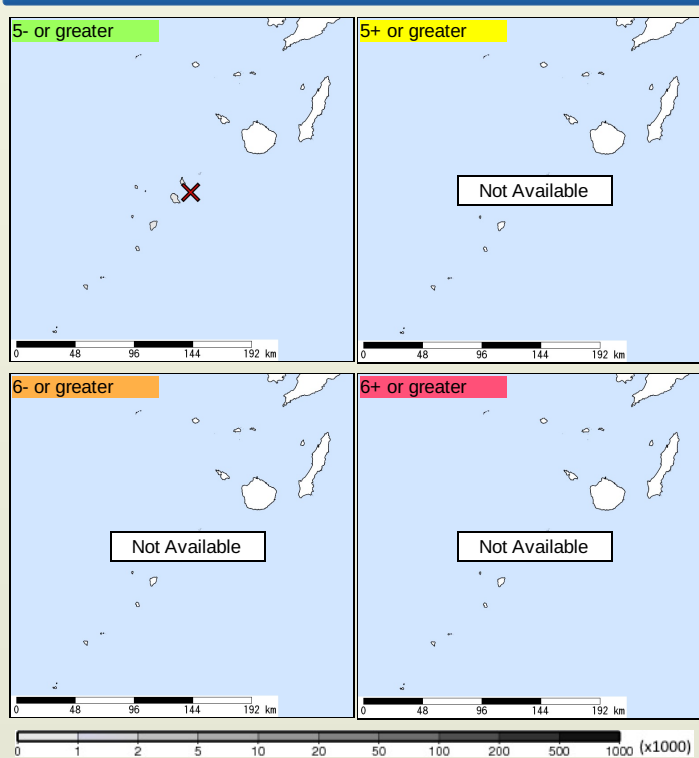 5- or greater
0 48 96 144 192 km
5+ or greater
Not Available
0 48 96 144 192 km
6- or greater
Not Available
0 48 96 144 192 km
6+ or greater
Not Available
0 48 96 144 192 km
0 1 2 5 10 20 50 100 200 500 1000 (x1000)